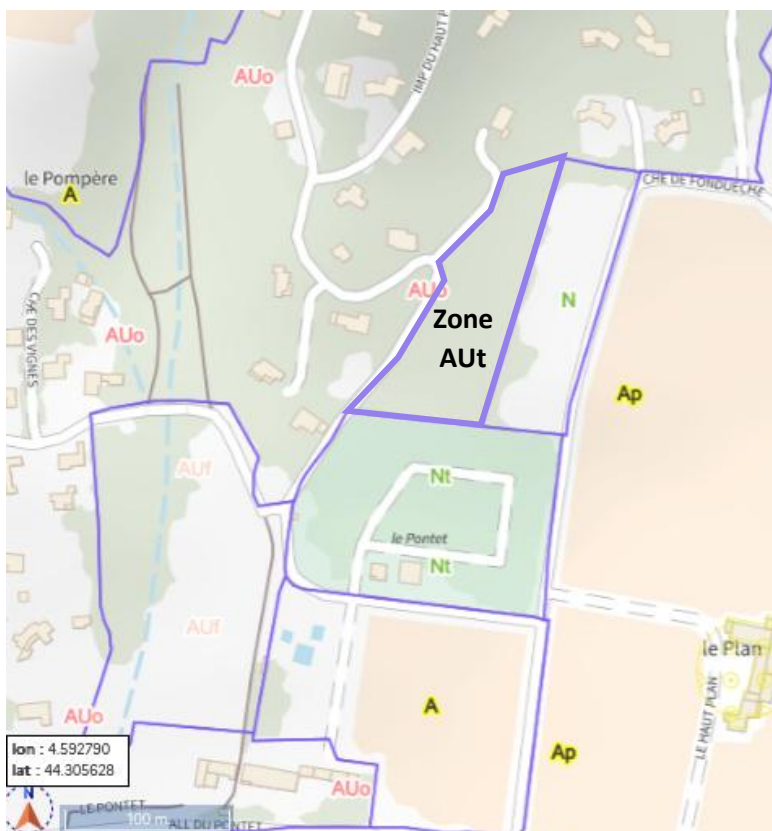 AUo
IMP DU HAUT P
le Pompère
A
CHE DE FONDUECHE
AUo
Zone
AUt
N
CHE DES VIGNES
AUo
Ap
AUf
Nt
le Pontet
Nt
AUf
le Plan
A
AUo
LE HAUT PLAN
lon : 4.592790
lat : 44.305628
Ap
N
AUo
LE PONTET
100 m
ALL DU PONTET